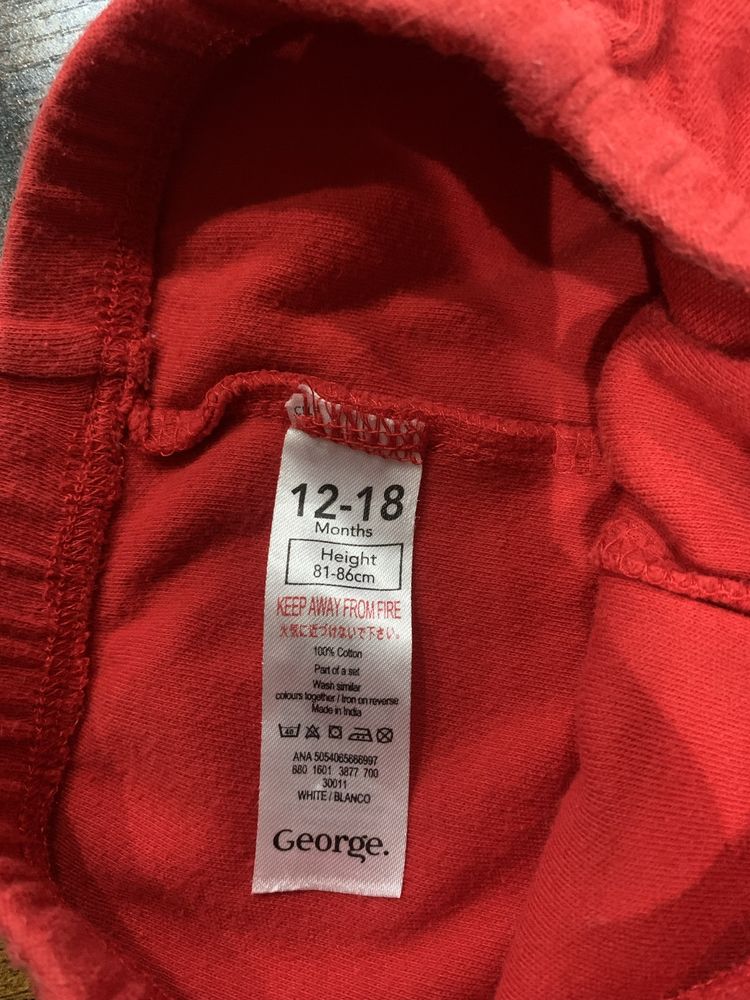 12-18
Months
Height
81-86cm
KEEP AWAY FROM FIRE
火気に近づけないで下さい。
100% Cotton
Part of a set
Wash similar
colours together / Iron on reverse
Made in India
40
ANA 5054065666997
680 1601 3877 700
30011
WHITE / BLANCO
George.